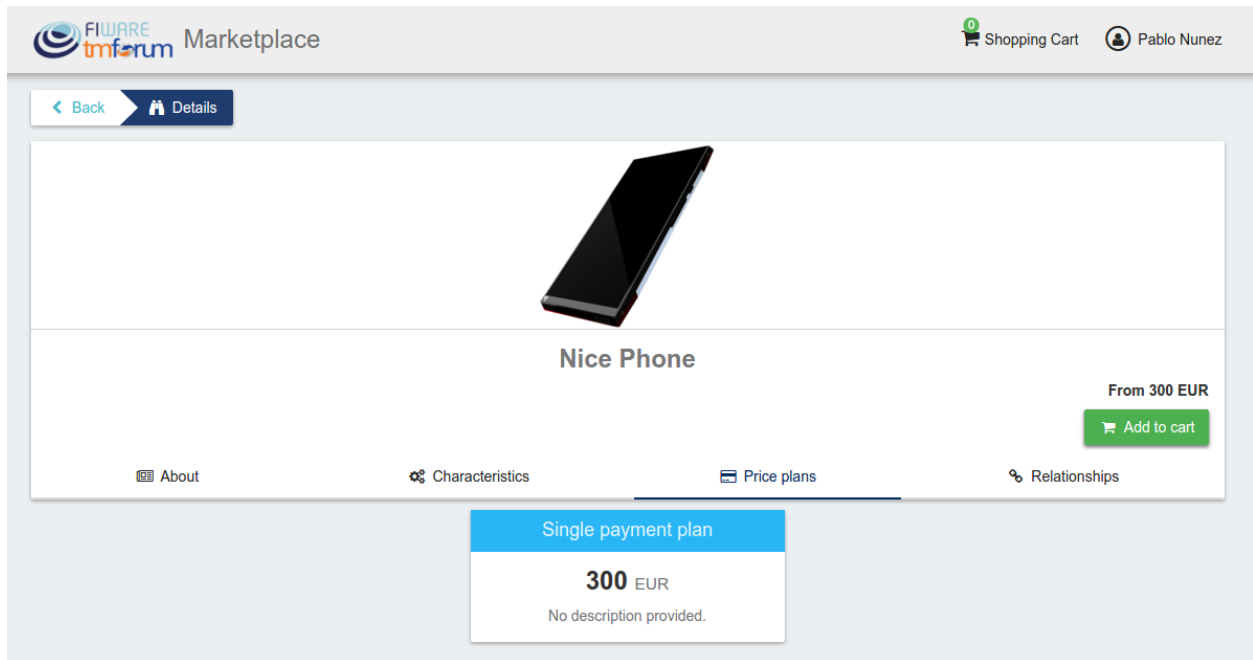 FIWARE
tmforum Marketplace
0
Shopping Cart
Pablo Nunez
Back
Details
Nice Phone
From 300 EUR
Add to cart
About
Characteristics
Price plans
Relationships
Single payment plan
300 EUR
No description provided.